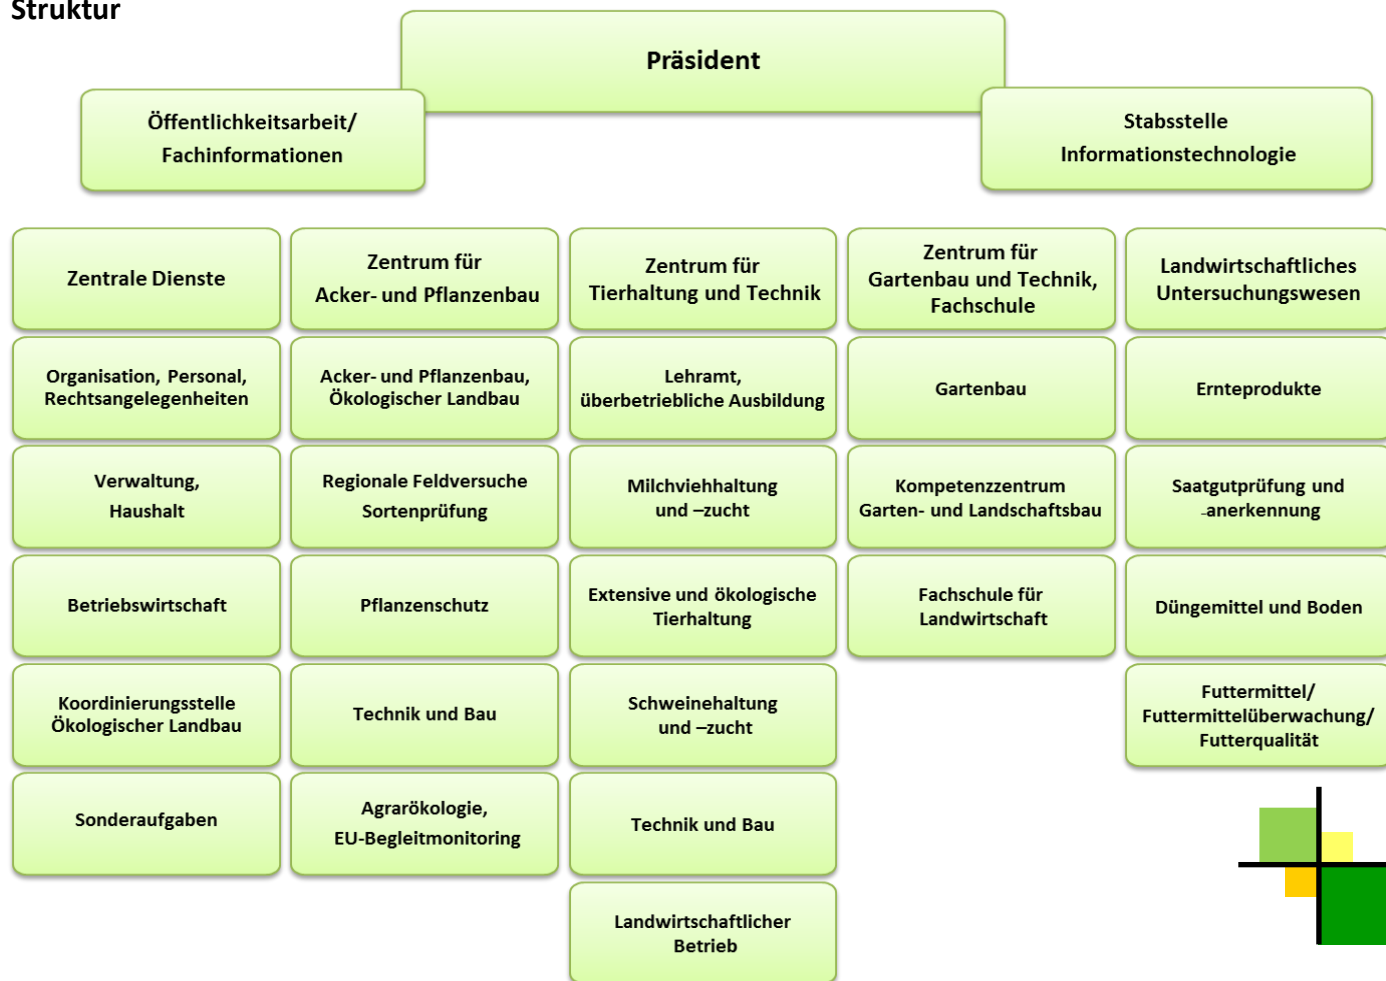 Struktur
Präsident
Öffentlichkeitsarbeit/
Fachinformationen
Stabsstelle
Informationstechnologie
Zentrale Dienste
Organisation, Personal,
Rechtsangelegenheiten
Verwaltung,
Haushalt
Betriebswirtschaft
Koordinierungsstelle
Ökologischer Landbau
Sonderaufgaben
Zentrum für
Acker- und Pflanzenbau
Acker- und Pflanzenbau,
Ökologischer Landbau
Regionale Feldversuche
Sortenprüfung
Pflanzenschutz
Technik und Bau
Agrarökologie,
EU-Begleitmonitoring
Zentrum für
Tierhaltung und Technik
Lehramt,
überbetriebliche Ausbildung
Milchviehhaltung
und –zucht
Extensive und ökologische
Tierhaltung
Schweinehaltung
und –zucht
Technik und Bau
Landwirtschaftlicher
Betrieb
Zentrum für
Gartenbau und Technik,
Fachschule
Gartenbau
Kompetenzzentrum
Garten- und Landschaftsbau
Fachschule für
Landwirtschaft
Landwirtschaftliches
Untersuchungswesen
Ernteprodukte
Saatgutprüfung und
-anerkennung
Düngemittel und Boden
Futtermittel/
Futtermittelüberwachung/
Futterqualität